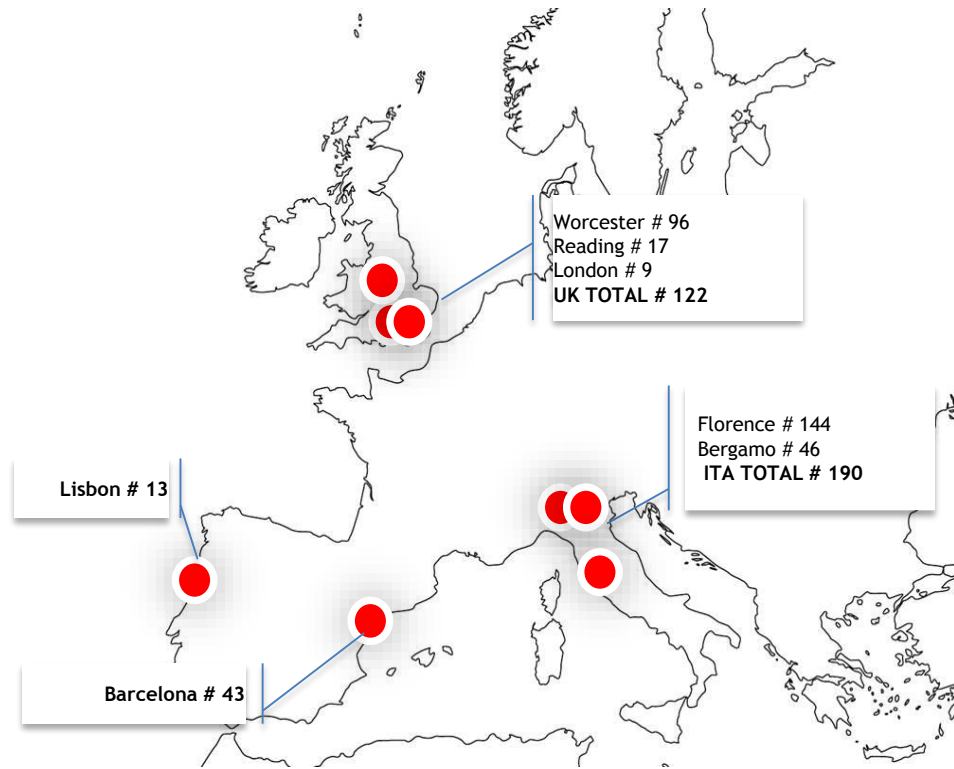 Worcester # 96
Reading # 17
London # 9
UK TOTAL # 122
Florence # 144
Bergamo # 46
ITA TOTAL # 190
Lisbon # 13
Barcelona # 43